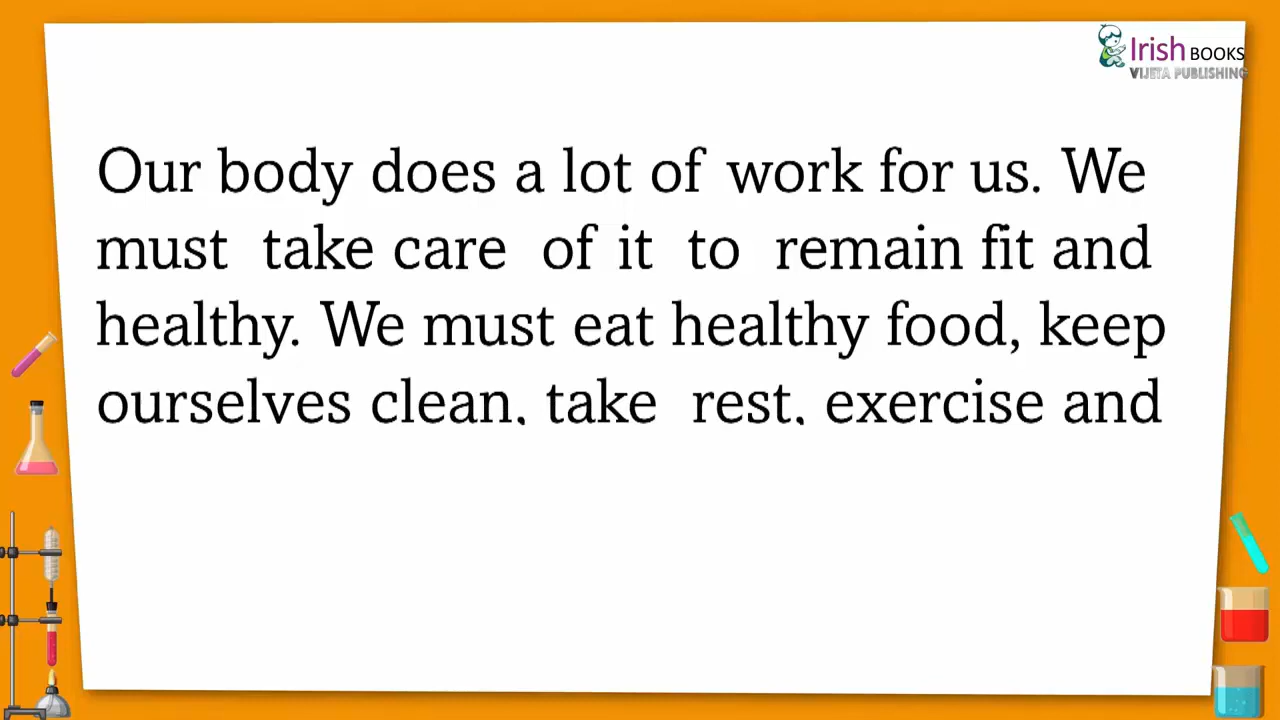 Irish BOOKS
VIJETA PUBLISHING
Our body does a lot of work for us. We
must take care of it to remain fit and
healthy. We must eat healthy food, keep
ourselves clean, take rest, exercise and